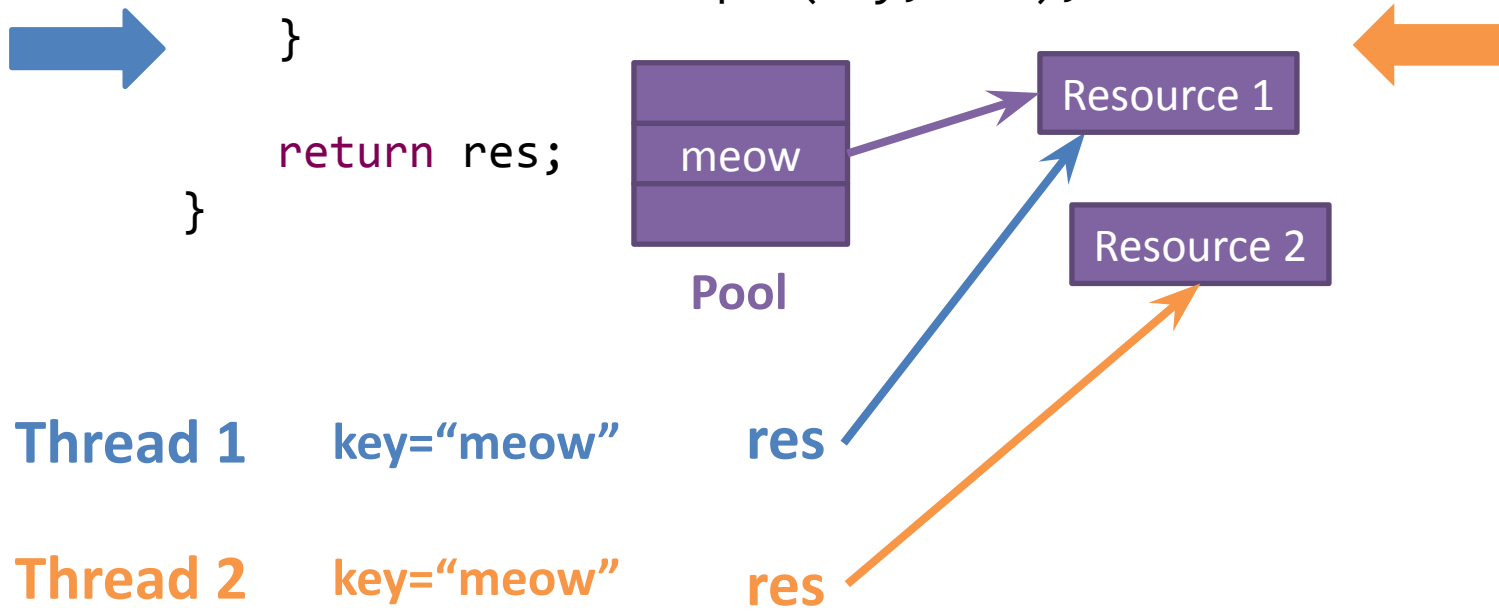 }
return res;
}
meow
Resource 1
Resource 2
Pool
Thread 1 key=“meow” res
Thread 2 key=“meow” res